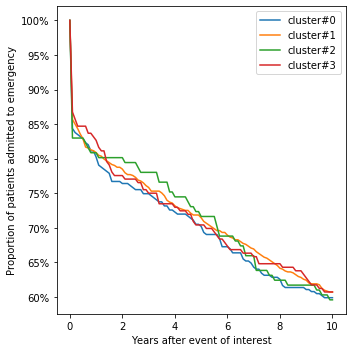 100%
95%
90%
85%
80%
75%
70%
65%
60%
Proportion of patients admitted to emergency
cluster#0
cluster#1
cluster#2
cluster#3
0 2 4 6 8 10
Years after event of interest